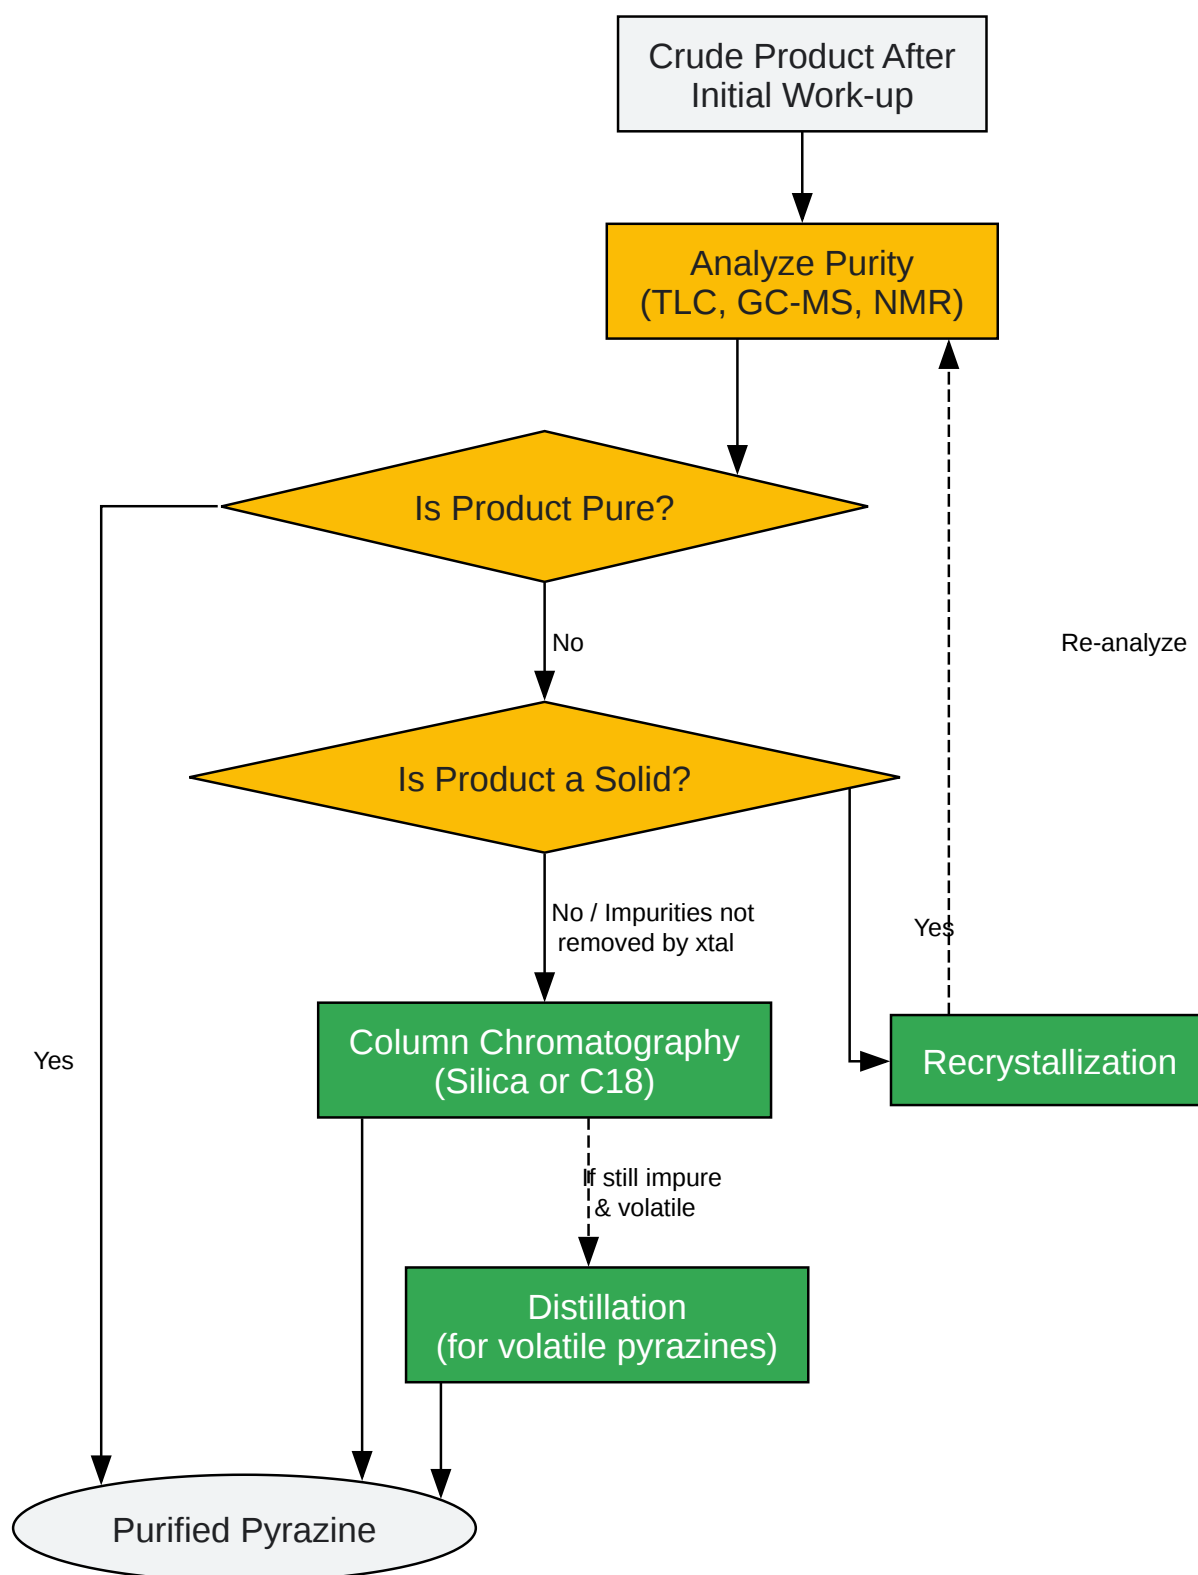 Crude Product After
Initial Work-up
Analyze Purity
(TLC, GC-MS, NMR)
Is Product Pure?
No
Re-analyze
Is Product a Solid?
No / Impurities not
removed by xtal
Yes
Column Chromatography
(Silica or C18)
Recrystallization
Yes
If still impure
& volatile
Distillation
(for volatile pyrazines)
Purified Pyrazine